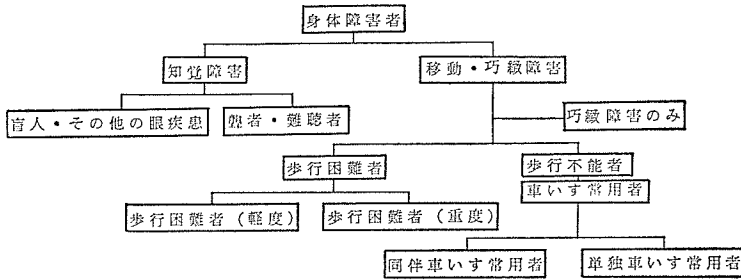 身体障害者
知覚障害
移動・巧緻障害
盲人・その他の眼疾患
聾者・難聴者
巧緻障害のみ
歩行困難者
歩行不能者
車いす常用者
歩行困難者（軽度）
歩行困難者（重度）
同伴車いす常用者
単独車いす常用者